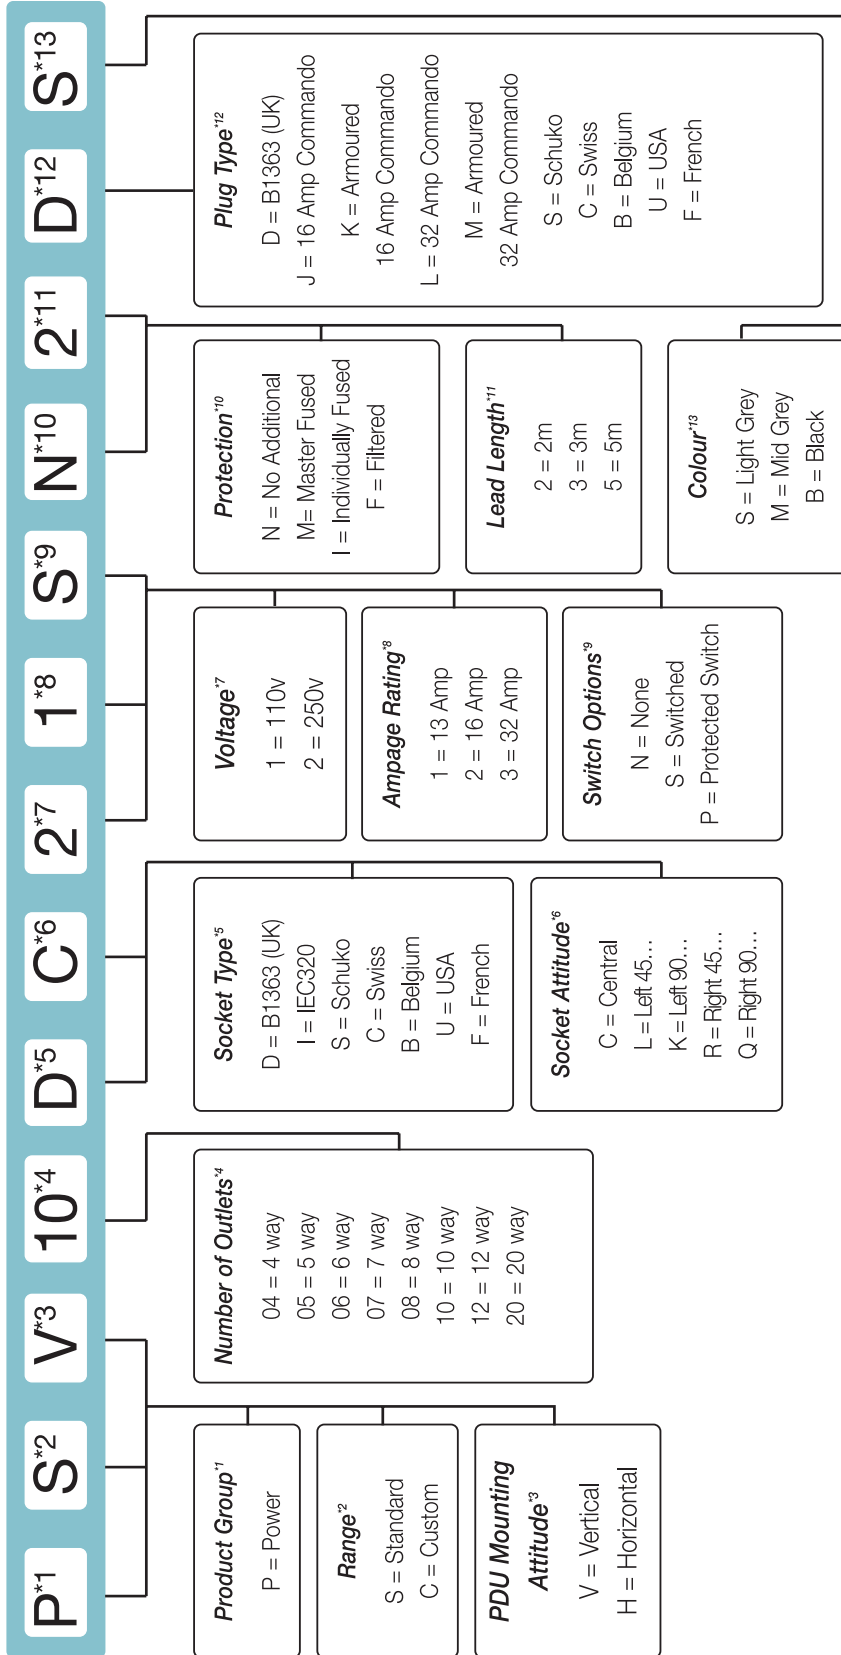 P*1 S*2 V*3 10*4 D*5 C*6 2*7 1*8 S*9 N*10 2*11 D*12 S*13
Product Group*1
P = Power
Range*2
S = Standard
C = Custom
PDU Mounting
Attitude*3
V = Vertical
H = Horizontal
Number of Outlets*4
04 = 4 way
05 = 5 way
06 = 6 way
07 = 7 way
08 = 8 way
10 = 10 way
12 = 12 way
20 = 20 way
Socket Type*5
D = B1363 (UK)
I = IEC320
S = Schuko
C = Swiss
B = Belgium
U = USA
F = French
Socket Attitude*6
C = Central
L = Left 45...
K = Left 90...
R = Right 45...
Q = Right 90...
Voltage*7
1 = 110v
2 = 250v
Ampage Rating*8
1 = 13 Amp
2 = 16 Amp
3 = 32 Amp
Switch Options*9
N = None
S = Switched
P = Protected Switch
Protection*10
N = No Additional
M= Master Fused
I = Individually Fused
F = Filtered
Lead Length*11
2 = 2m
3 = 3m
5 = 5m
Colour*13
S = Light Grey
M = Mid Grey
B = Black
Plug Type*12
D = B1363 (UK)
J = 16 Amp Commando
K = Armoured
16 Amp Commando
L = 32 Amp Commando
M = Armoured
32 Amp Commando
S = Schuko
C = Swiss
B = Belgium
U = USA
F = French